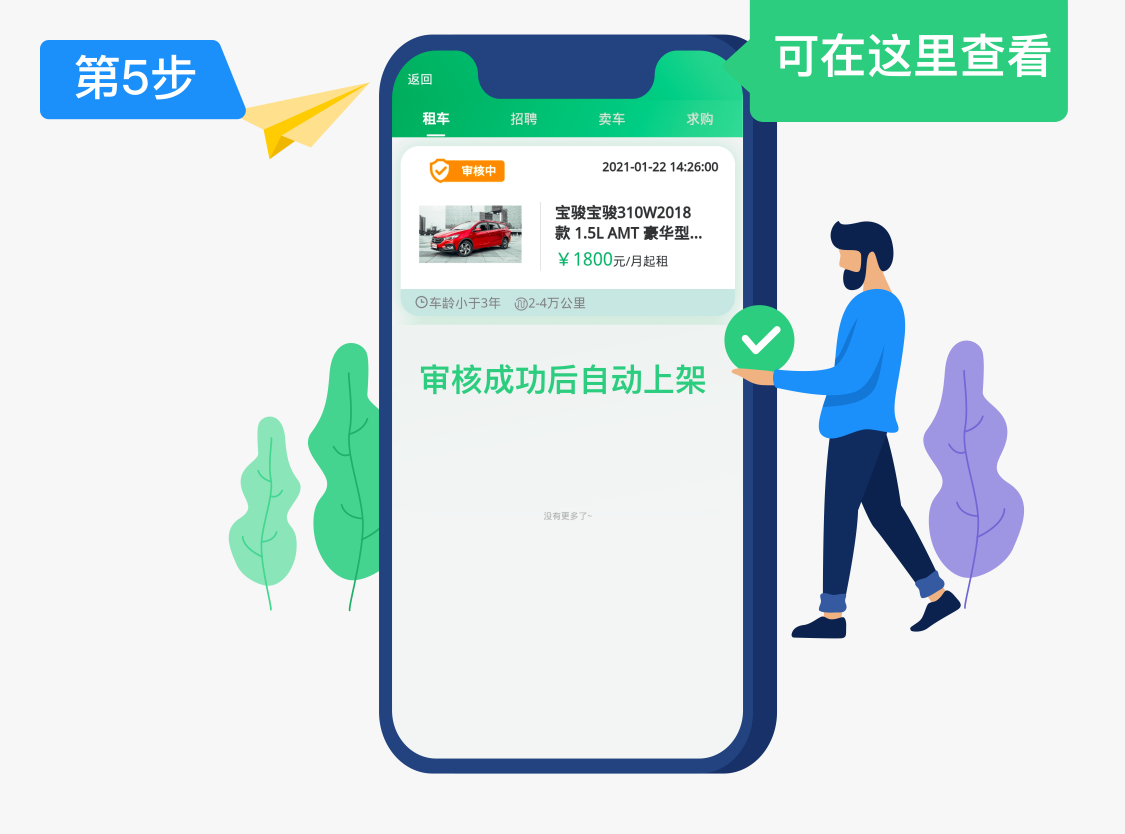 第5步
可在这里查看
返回
租车 招聘 卖车 求购
审核中 2021-01-22 14:26:00
宝骏宝骏310W2018
款 1.5L AMT 豪华型...
￥1800元/月起租
车龄小于3年 2-4万公里
审核成功后自动上架
没有更多了~